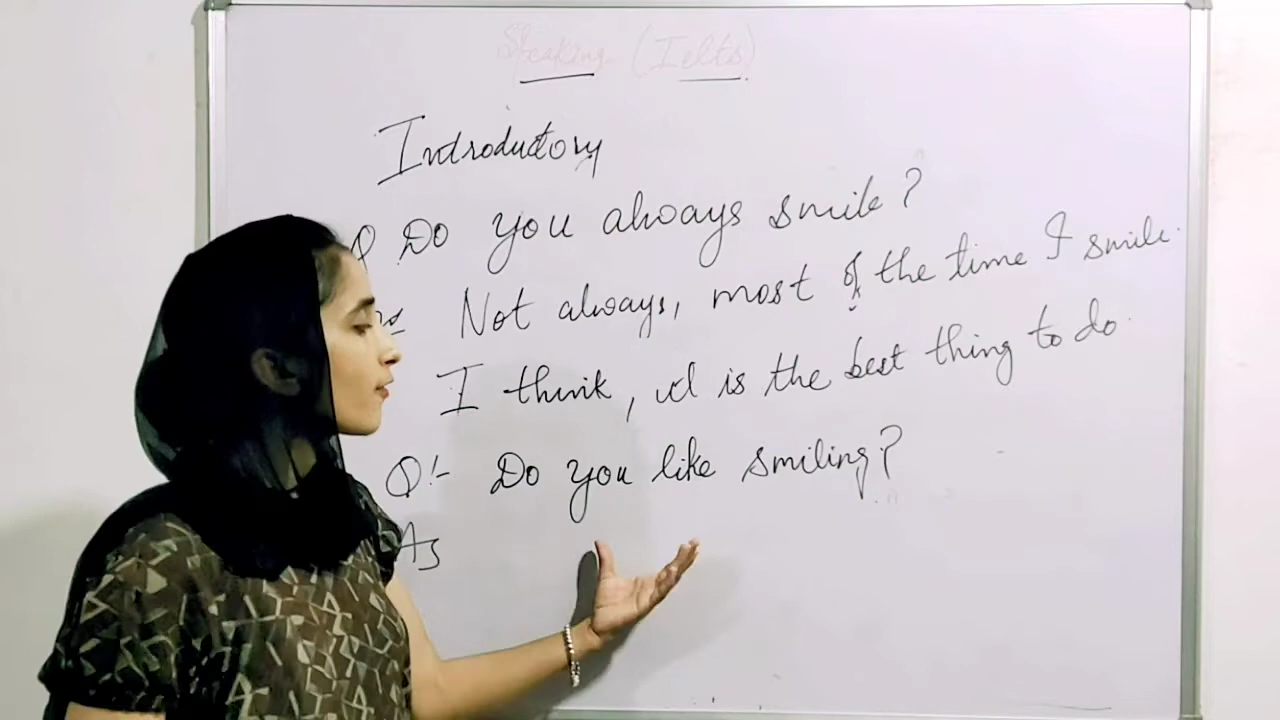 Speaking (Ielts)
Introductory
Q Do you always smile?
Not always, most of the time I smile.
I think, it is the best thing to do.
Q:- Do you like smiling?
As